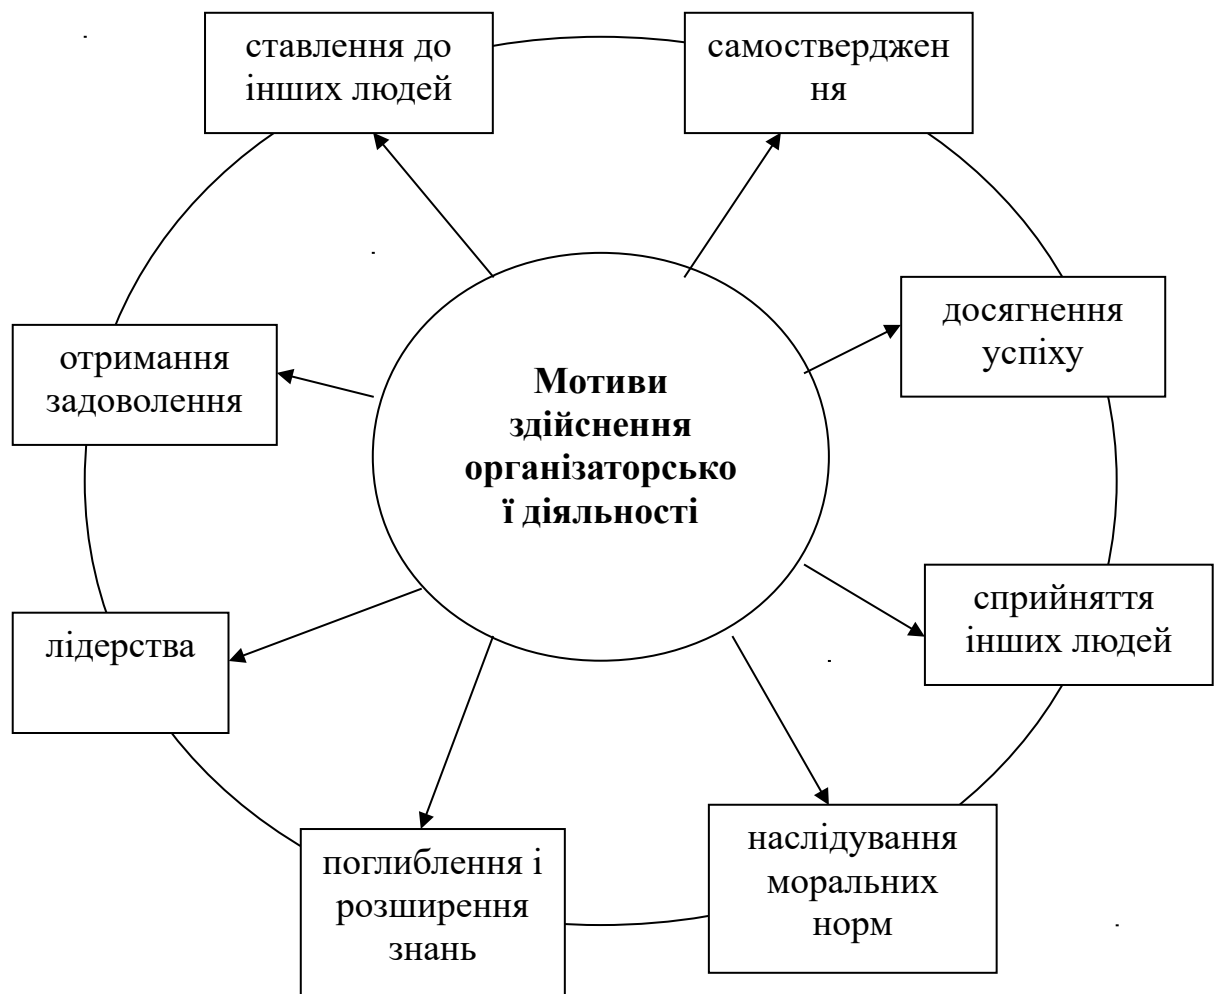 ставлення до
інших людей
самостверджен
ня
досягнення
успіху
отримання
задоволення
Мотиви
здійснення
організаторсько
ї діяльності
сприйняття
інших людей
лідерства
наслідування
моральних
норм
поглиблення і
розширення
знань